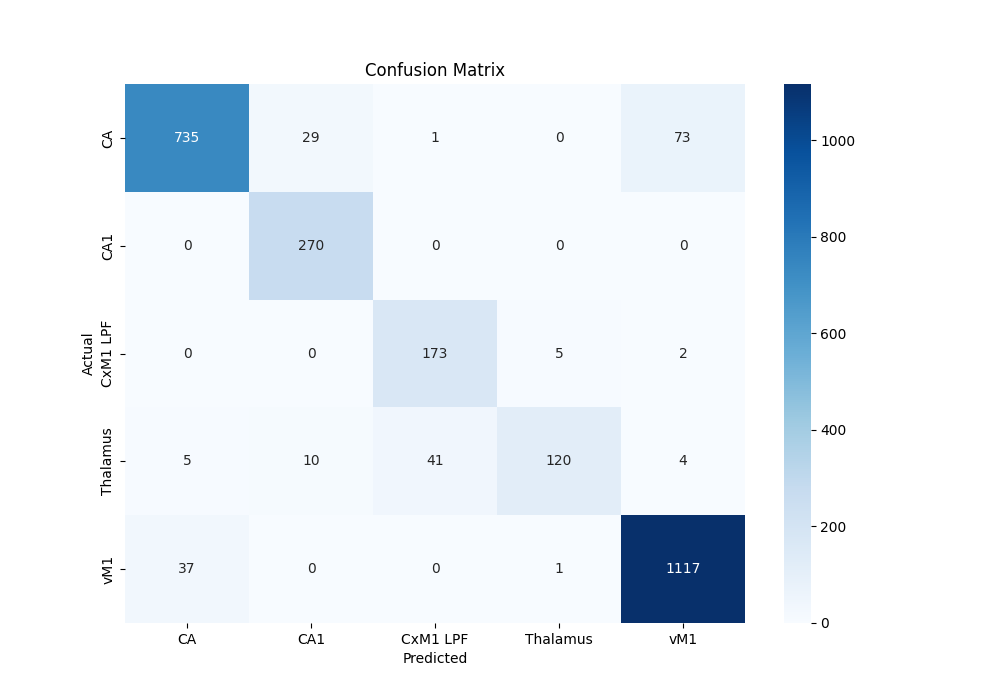 Confusion Matrix
CA 735 29 1 0 73
CA1 0 270 0 0 0
CxM1 LPF 0 0 173 5 2
Thalamus 5 10 41 120 4
vM1 37 0 0 1 1117
Actual
CA CA1 CxM1 LPF Thalamus vM1
Predicted
1000
800
600
400
200
0